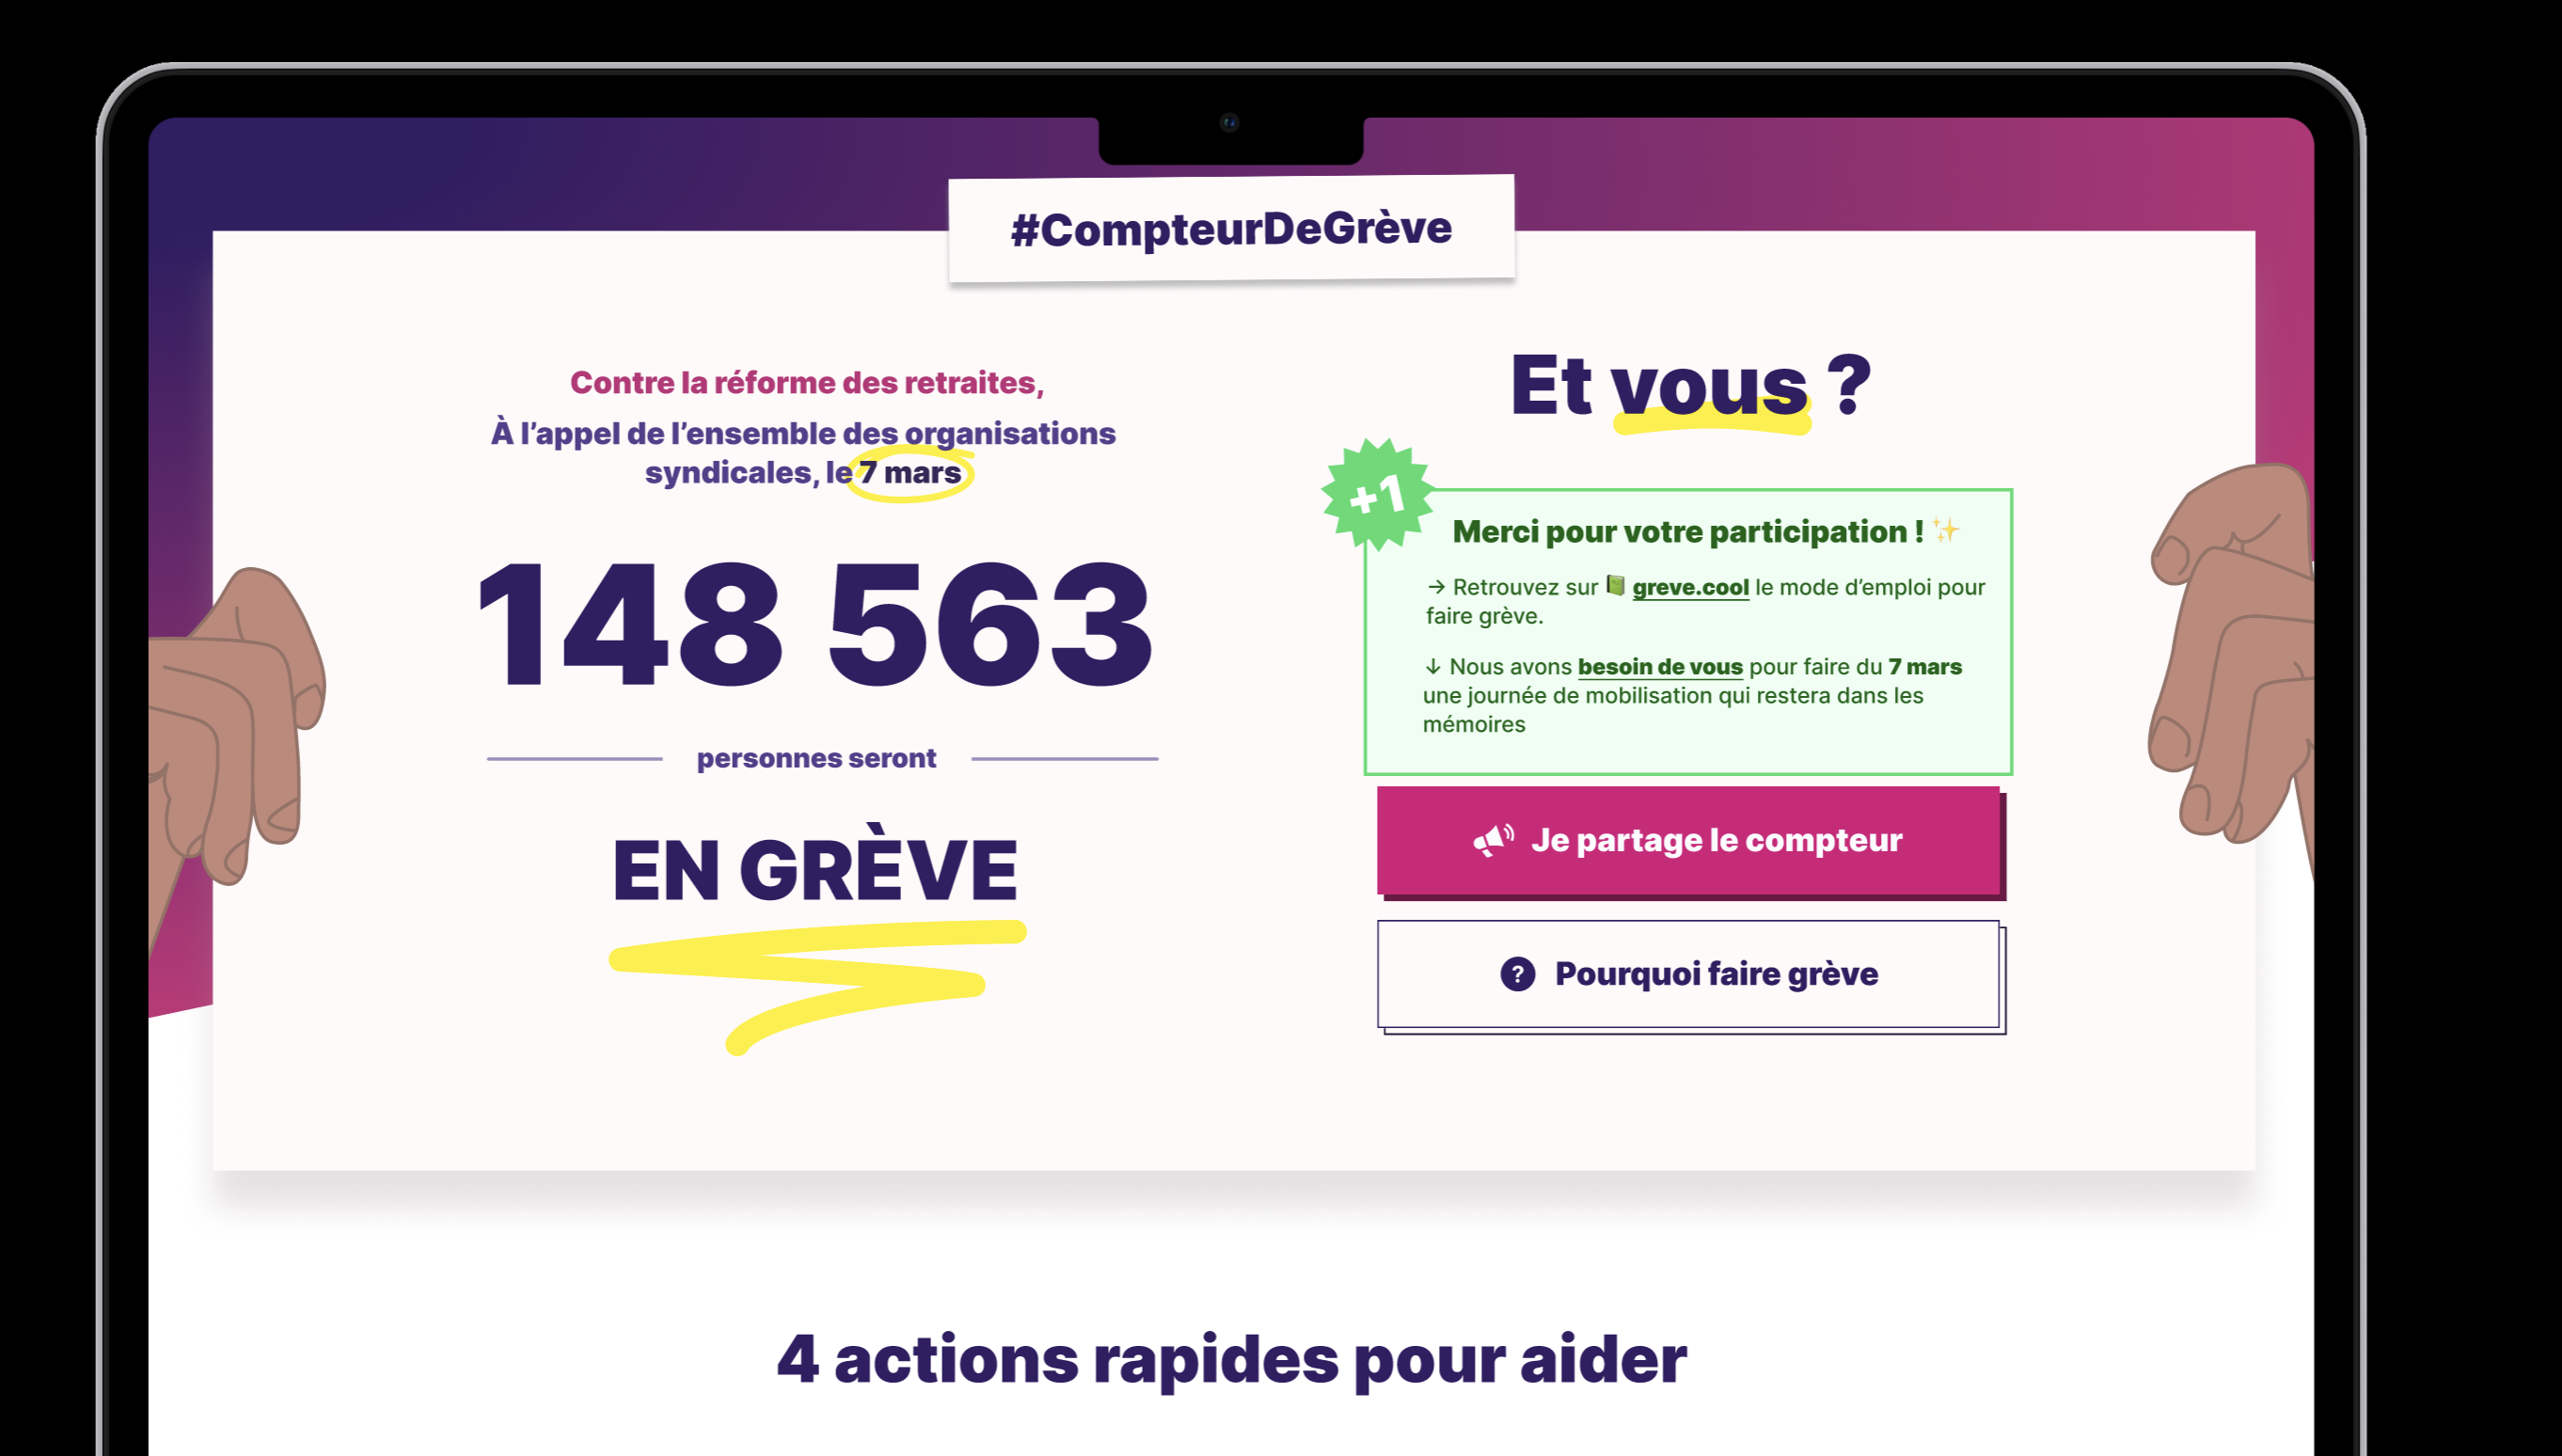 #CompteurDeGrève
Contre la réforme des retraites,
À l’appel de l’ensemble des organisations
syndicales, le 7 mars
148 563
personnes seront
EN GRÈVE
Et vous ?
+1
Merci pour votre participation ! ✨
→ Retrouvez sur 📗 greve.cool le mode d’emploi pour
faire grève.
↓ Nous avons besoin de vous pour faire du 7 mars
une journée de mobilisation qui restera dans les
mémoires
Je partage le compteur
? Pourquoi faire grève
4 actions rapides pour aider